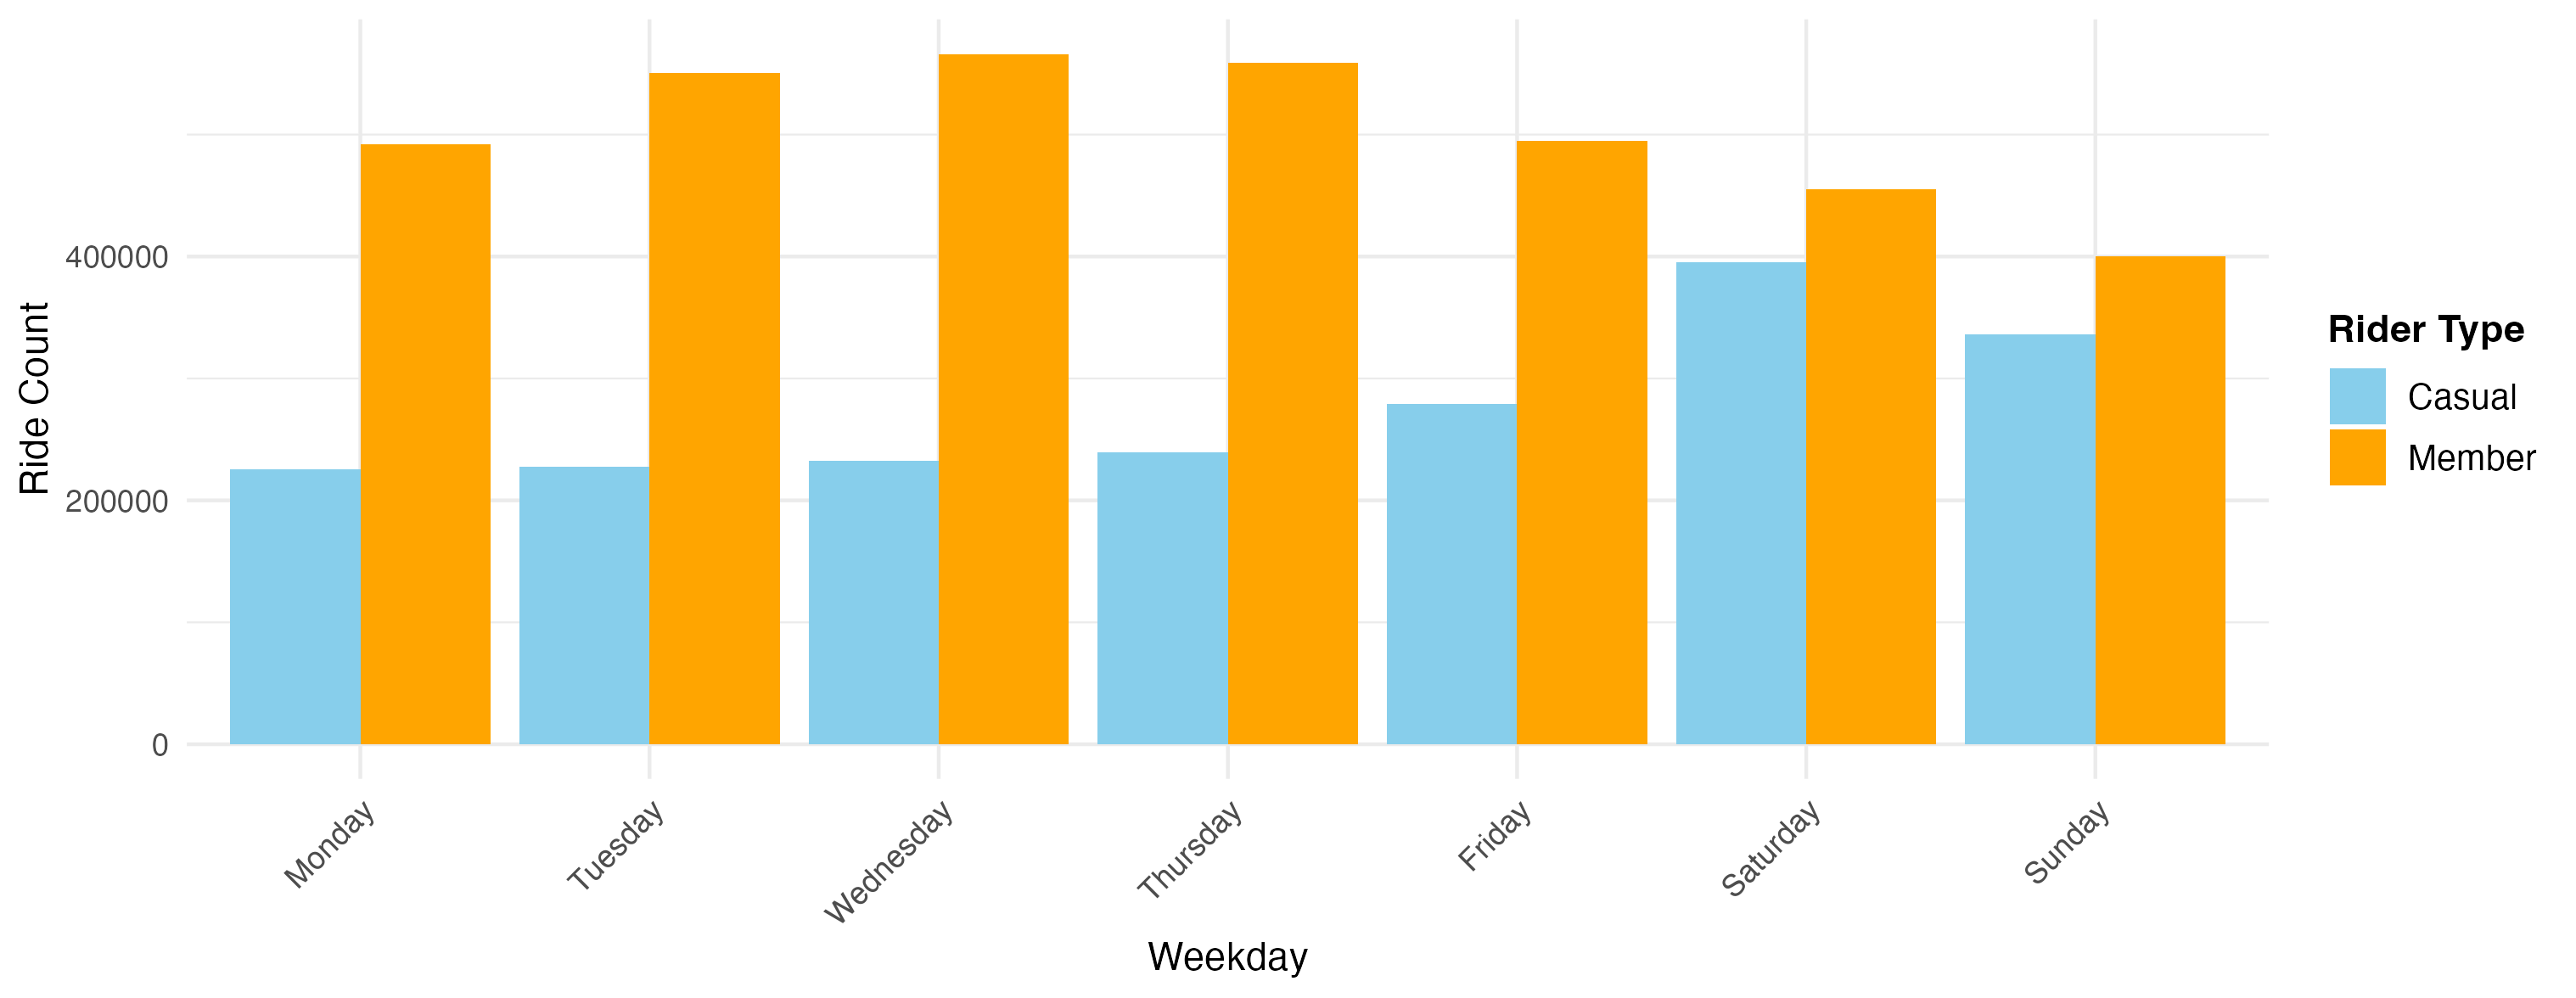 Ride Count
400000
200000
0
Monday
Tuesday
Wednesday
Thursday
Friday
Saturday
Sunday
Weekday
Rider Type
Casual
Member